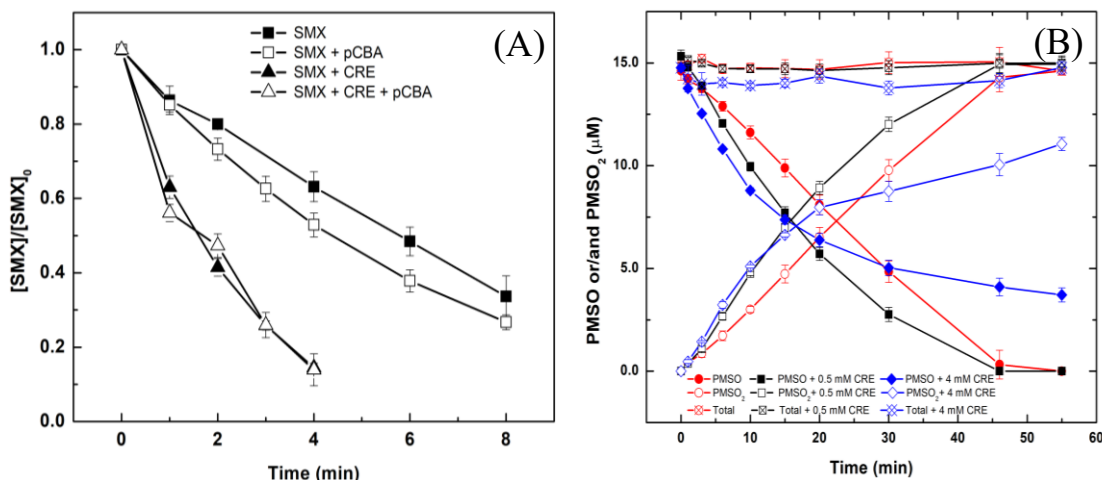 (A)
SMX
SMX + pCBA
SMX + CRE
SMX + CRE + pCBA
[SMX]/[SMX]₀
1.0
0.8
0.6
0.4
0.2
0.0
0 2 4 6 8
Time (min)
(B)
PMSO or/and PMSO₂ (μM)
15.0
10.0
5.0
0.0
PMSO PMSO + 0.5 mM CRE PMSO + 4 mM CRE
PMSO₂ PMSO₂ + 0.5 mM CRE PMSO₂ + 4 mM CRE
Total Total + 0.5 mM CRE Total + 4 mM CRE
0 10 20 30 40 50 60
Time (min)